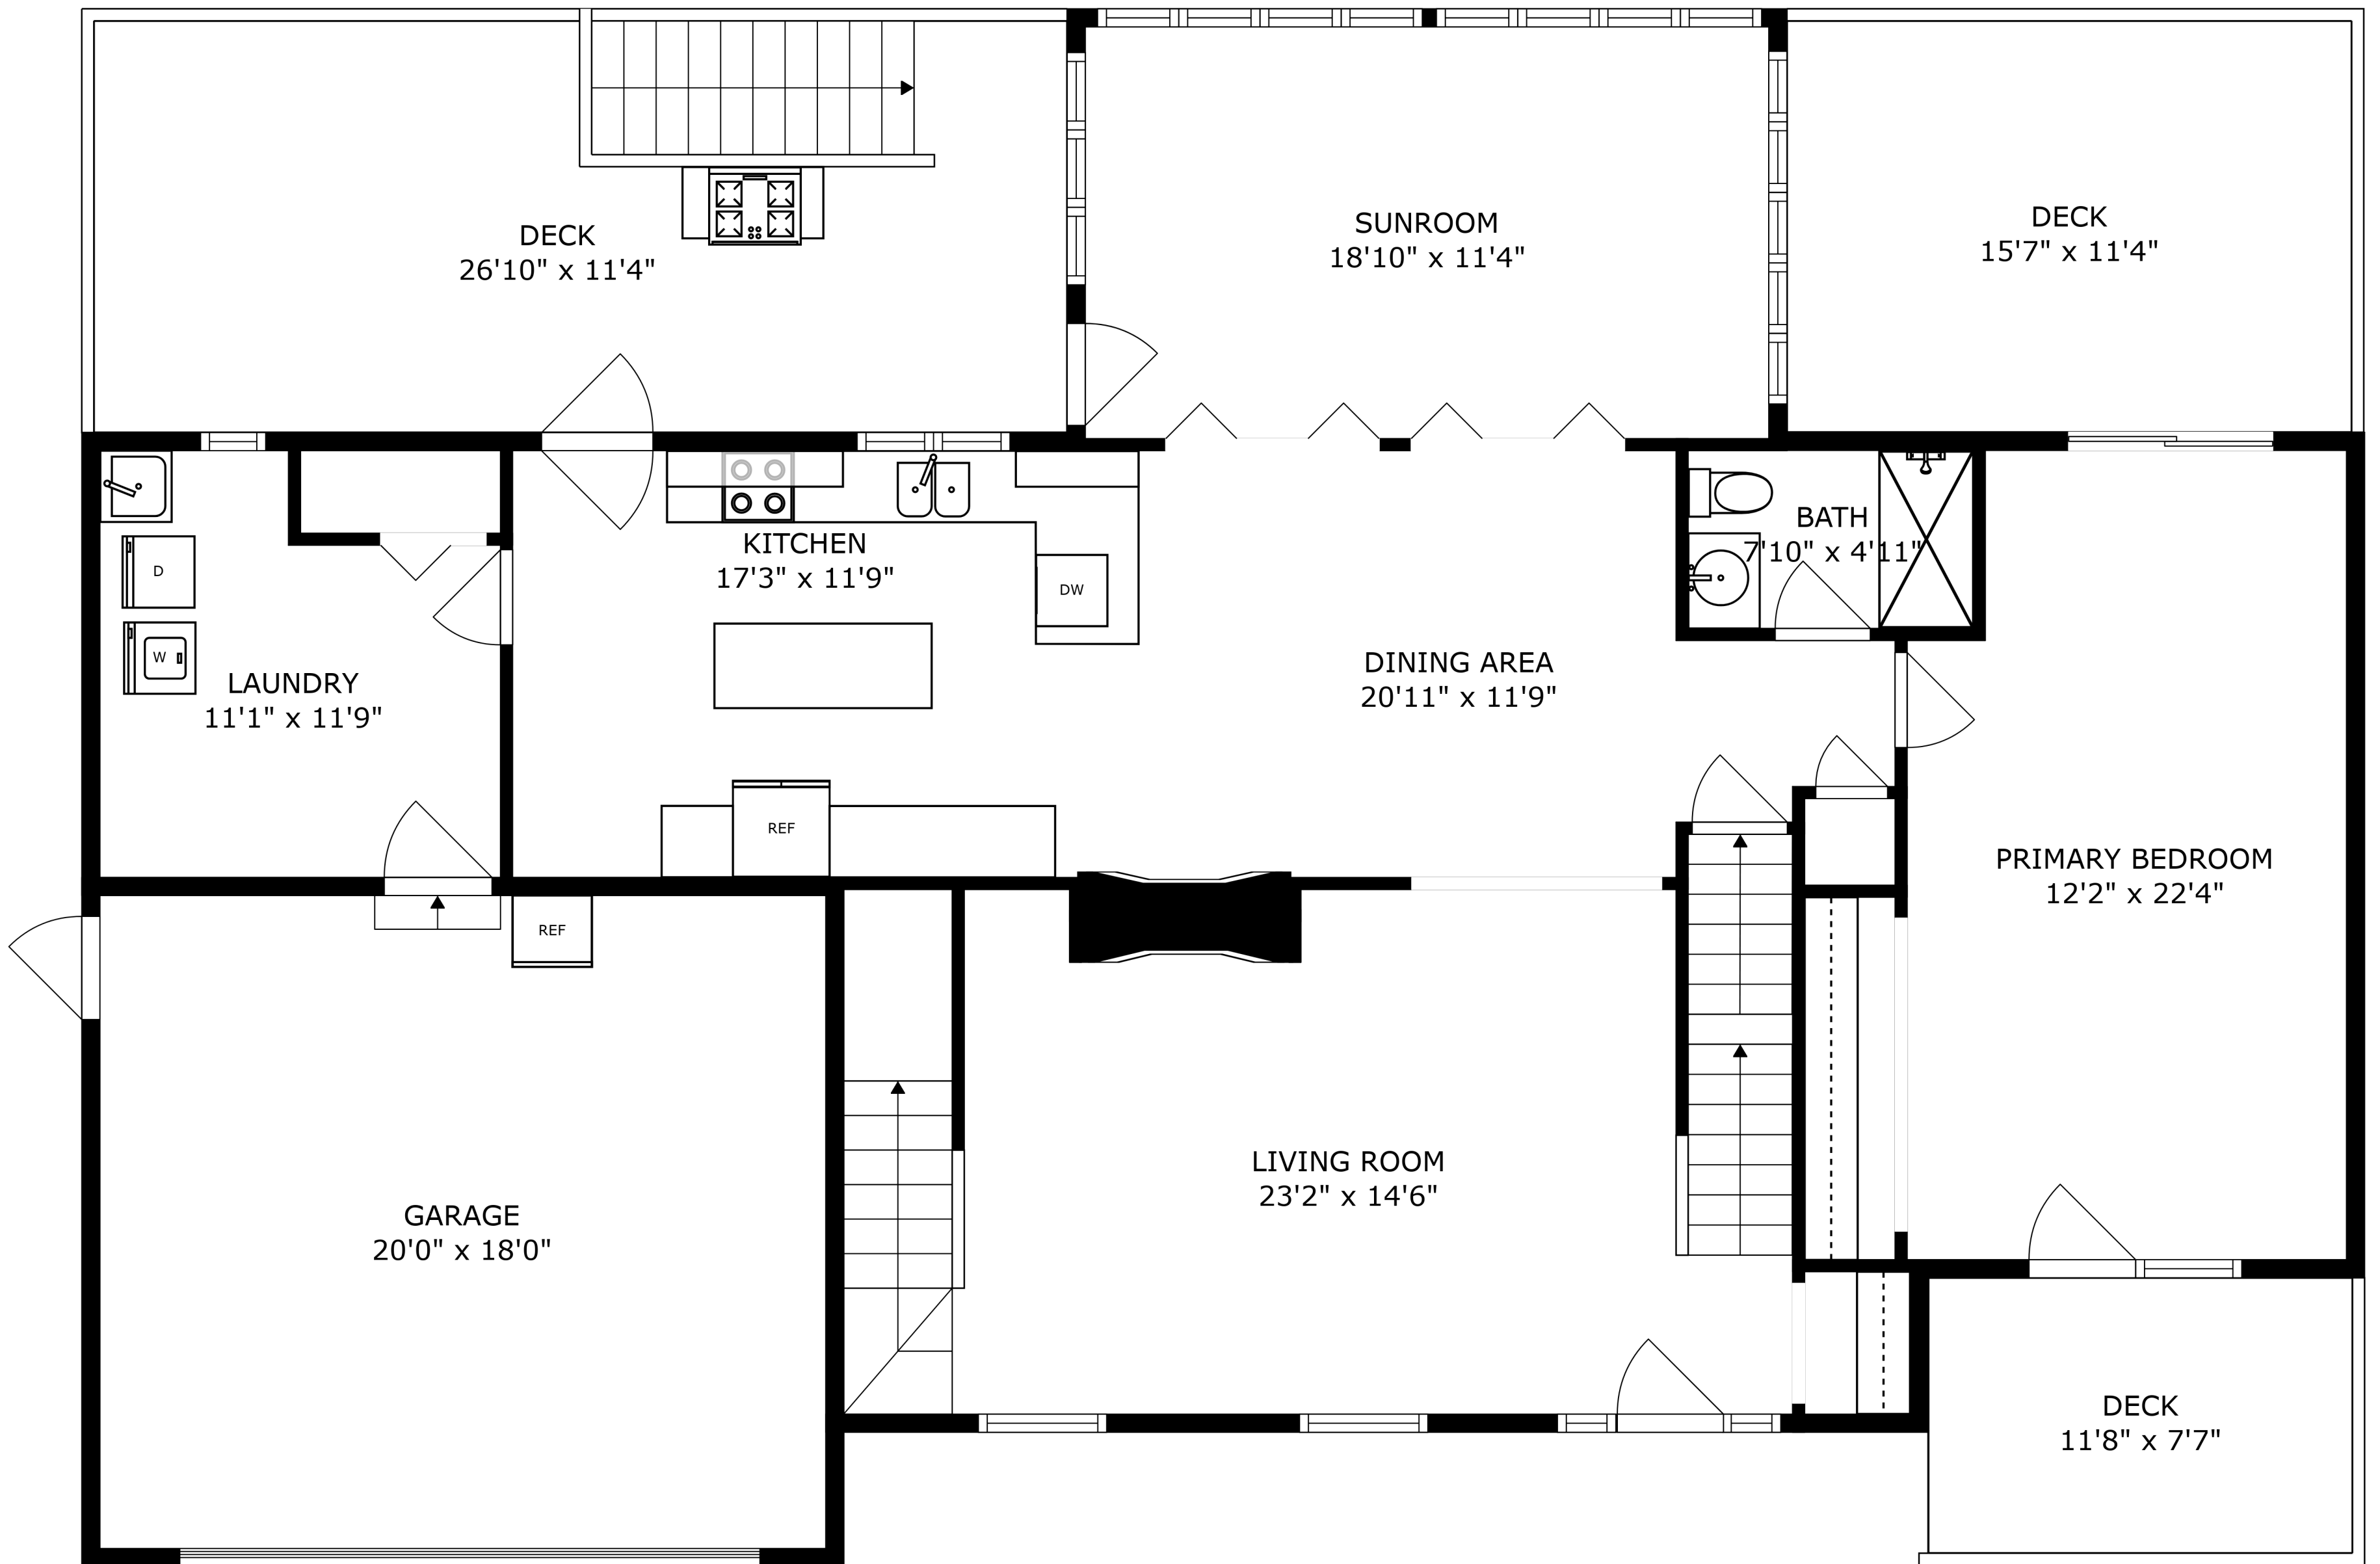 DECK
26'10" x 11'4"
SUNROOM
18'10" x 11'4"
DECK
15'7" x 11'4"
D
W
LAUNDRY
11'1" x 11'9"
KITCHEN
17'3" x 11'9"
DW
REF
DINING AREA
20'11" x 11'9"
BATH
7'10" x 4'11"
PRIMARY BEDROOM
12'2" x 22'4"
REF
GARAGE
20'0" x 18'0"
LIVING ROOM
23'2" x 14'6"
DECK
11'8" x 7'7"